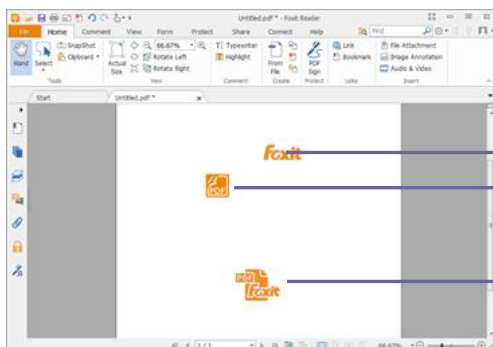 Untitled.pdf * - Foxit Reader
File Home Comment View Form Protect Share Connect Help Find
Hand
Select
SnapShot
Clipboard
Actual Size
66.67%
Rotate Left
Rotate Right
Typewriter
Highlight
From File
PDF Sign
Link
Bookmark
File Attachment
Image Annotation
Audio & Video
Tools View Comment Create Protect Links Insert
Start Untitled.pdf *
Foxit
PDF
PDF
Foxit
1 / 1 66.67%